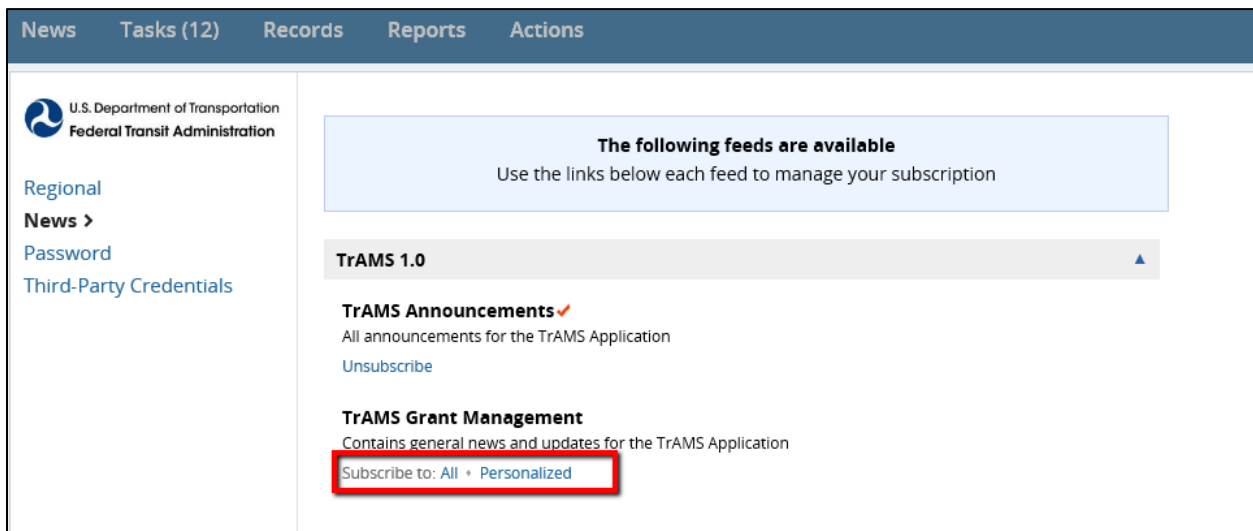 News Tasks (12) Records Reports Actions
U.S. Department of Transportation
Federal Transit Administration
Regional
News >
Password
Third-Party Credentials
The following feeds are available
Use the links below each feed to manage your subscription
TrAMS 1.0
TrAMS Announcements
All announcements for the TrAMS Application
Unsubscribe
TrAMS Grant Management
Contains general news and updates for the TrAMS Application
Subscribe to: All • Personalized